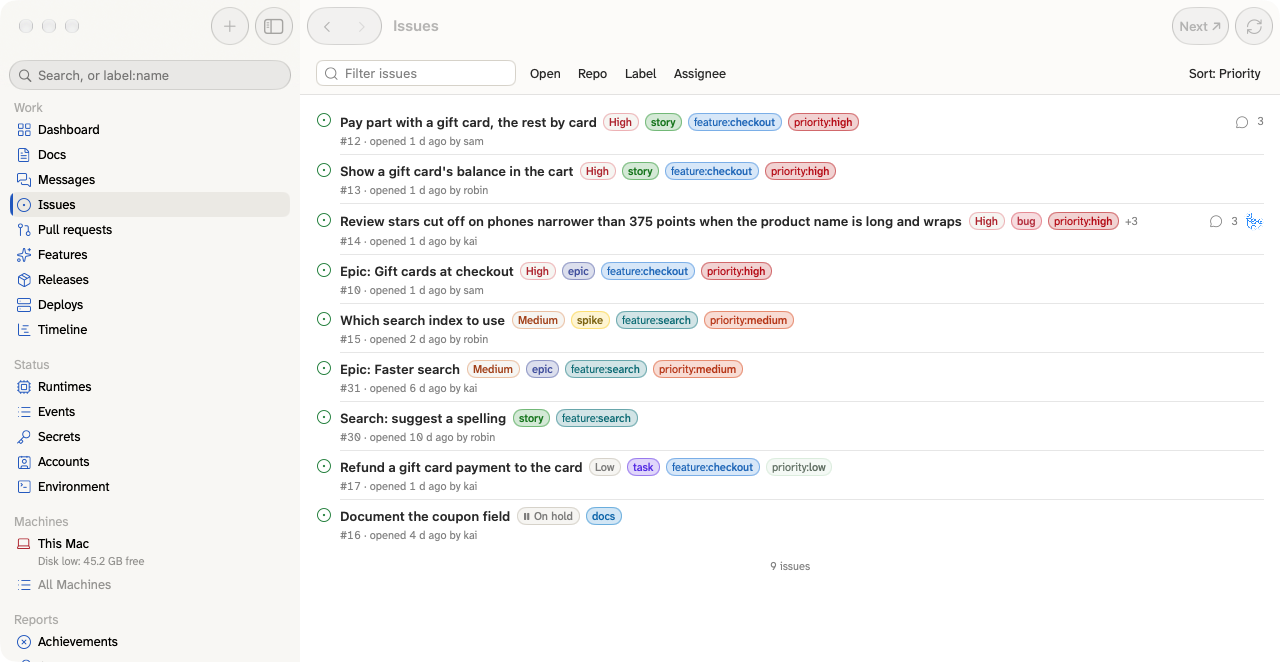 Issues
Next ↗
Search, or label:name
Filter issues
Open
Repo
Label
Assignee
Sort: Priority
Work
Dashboard
Docs
Messages
Issues
Pull requests
Features
Releases
Deploys
Timeline
Status
Runtimes
Events
Secrets
Accounts
Environment
Machines
This Mac
Disk low: 45.2 GB free
All Machines
Reports
Achievements
Pay part with a gift card, the rest by card High story feature:checkout priority:high 3
#12 · opened 1 d ago by sam
Show a gift card's balance in the cart High story feature:checkout priority:high
#13 · opened 1 d ago by robin
Review stars cut off on phones narrower than 375 points when the product name is long and wraps High bug priority:high +3 3
#14 · opened 1 d ago by kai
Epic: Gift cards at checkout High epic feature:checkout priority:high
#10 · opened 1 d ago by sam
Which search index to use Medium spike feature:search priority:medium
#15 · opened 2 d ago by robin
Epic: Faster search Medium epic feature:search priority:medium
#31 · opened 6 d ago by kai
Search: suggest a spelling story feature:search
#30 · opened 10 d ago by robin
Refund a gift card payment to the card Low task feature:checkout priority:low
#17 · opened 1 d ago by kai
Document the coupon field On hold docs
#16 · opened 4 d ago by kai
9 issues